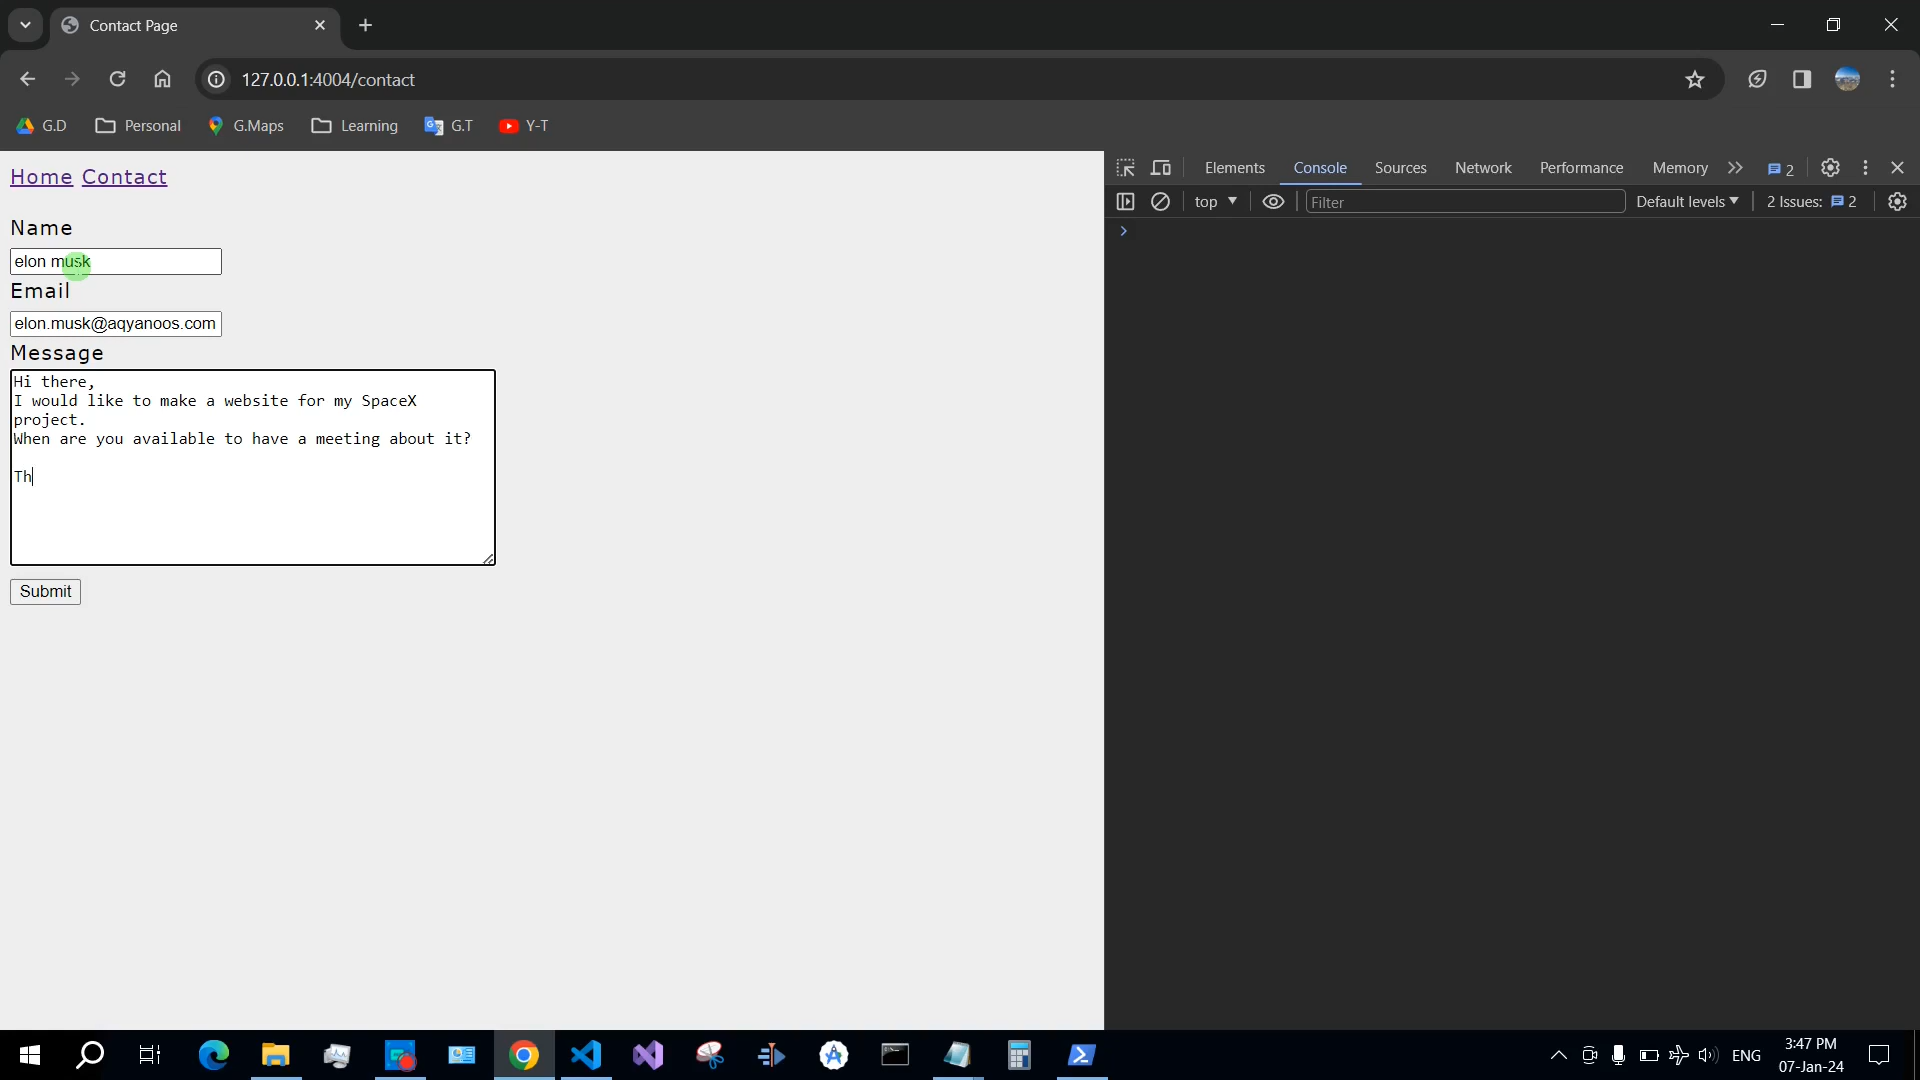 Contact Page
127.0.0.1:4004/contact
G.D Personal G.Maps Learning G.T Y-T
Home Contact
Name
elon musk
Email
elon.musk@aqyanoos.com
Message
Hi there,
I would like to make a website for my SpaceX
project.
When are you available to have a meeting about it?
Th
Submit
Elements Console Sources Network Performance Memory 2
top Filter Default levels 2 Issues: 2
ENG
3:47 PM
07-Jan-24